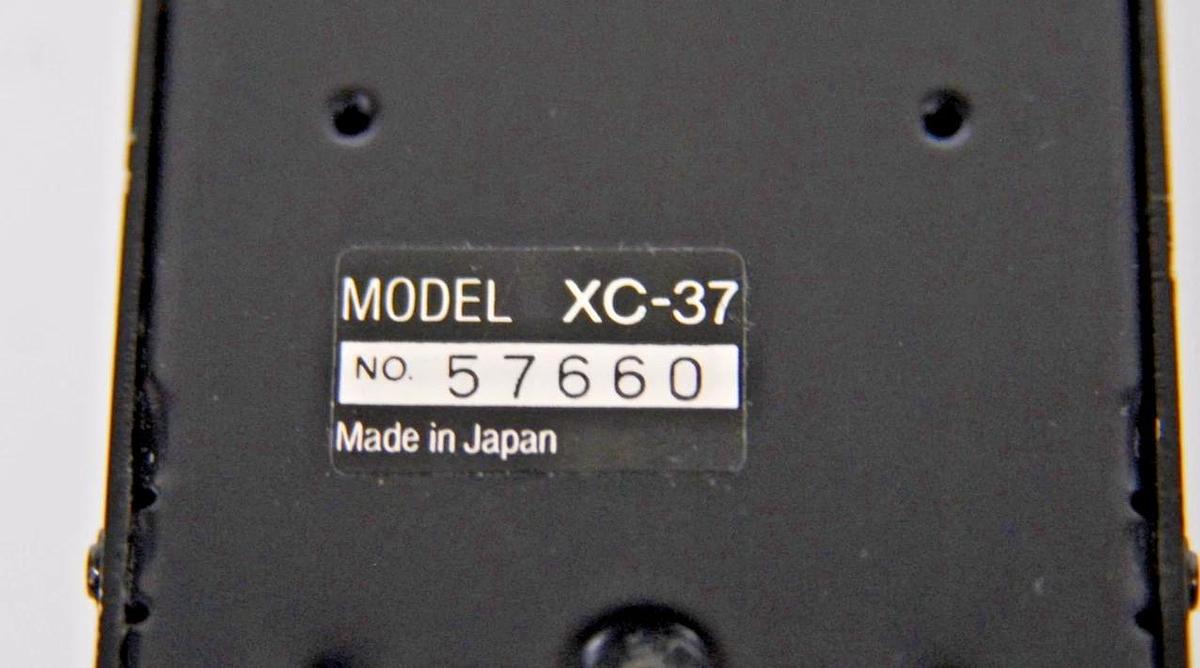 MODEL XC-37
NO. 57660
Made in Japan